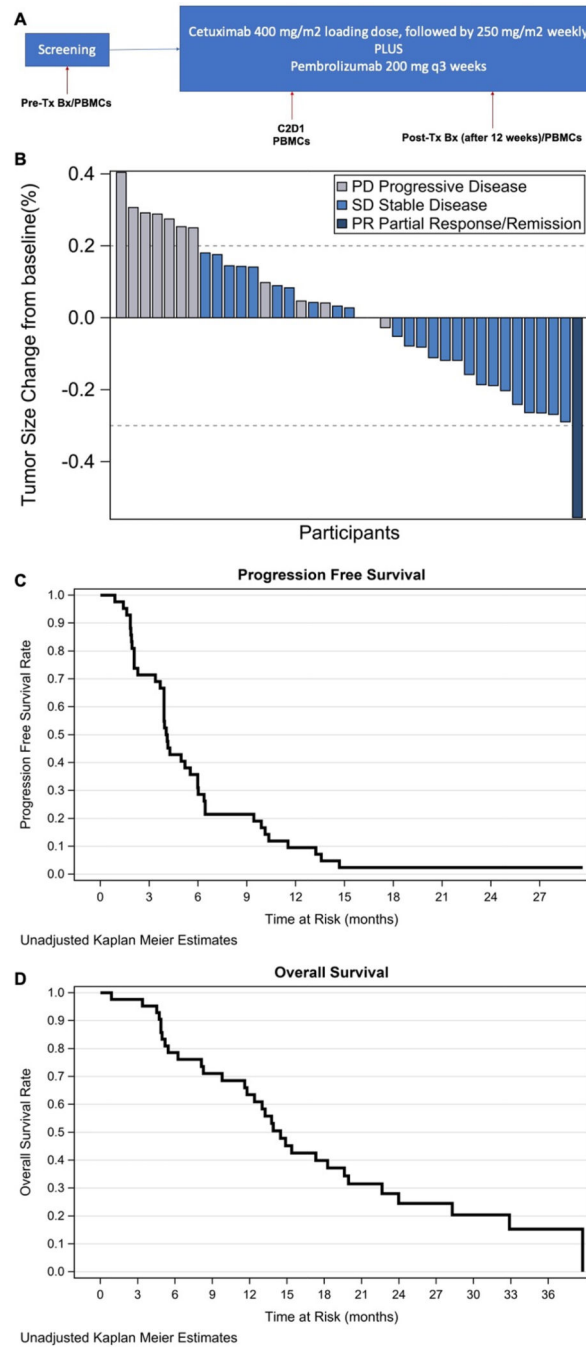 A
Screening
Cetuximab 400 mg/m2 loading dose, followed by 250 mg/m2 weekly
PLUS
Pembrolizumab 200 mg q3 weeks
Pre-Tx Bx/PBMCs
C2D1
PBMCs
Post-Tx Bx (after 12 weeks)/PBMCs
B
Tumor Size Change from baseline(%)
0.4
0.2
0.0
-0.2
-0.4
PD Progressive Disease
SD Stable Disease
PR Partial Response/Remission
Participants
C
Progression Free Survival
Progression Free Survival Rate
1.0
0.9
0.8
0.7
0.6
0.5
0.4
0.3
0.2
0.1
0.0
0 3 6 9 12 15 18 21 24 27
Time at Risk (months)
Unadjusted Kaplan Meier Estimates
D
Overall Survival
Overall Survival Rate
1.0
0.9
0.8
0.7
0.6
0.5
0.4
0.3
0.2
0.1
0.0
0 3 6 9 12 15 18 21 24 27 30 33 36
Time at Risk (months)
Unadjusted Kaplan Meier Estimates